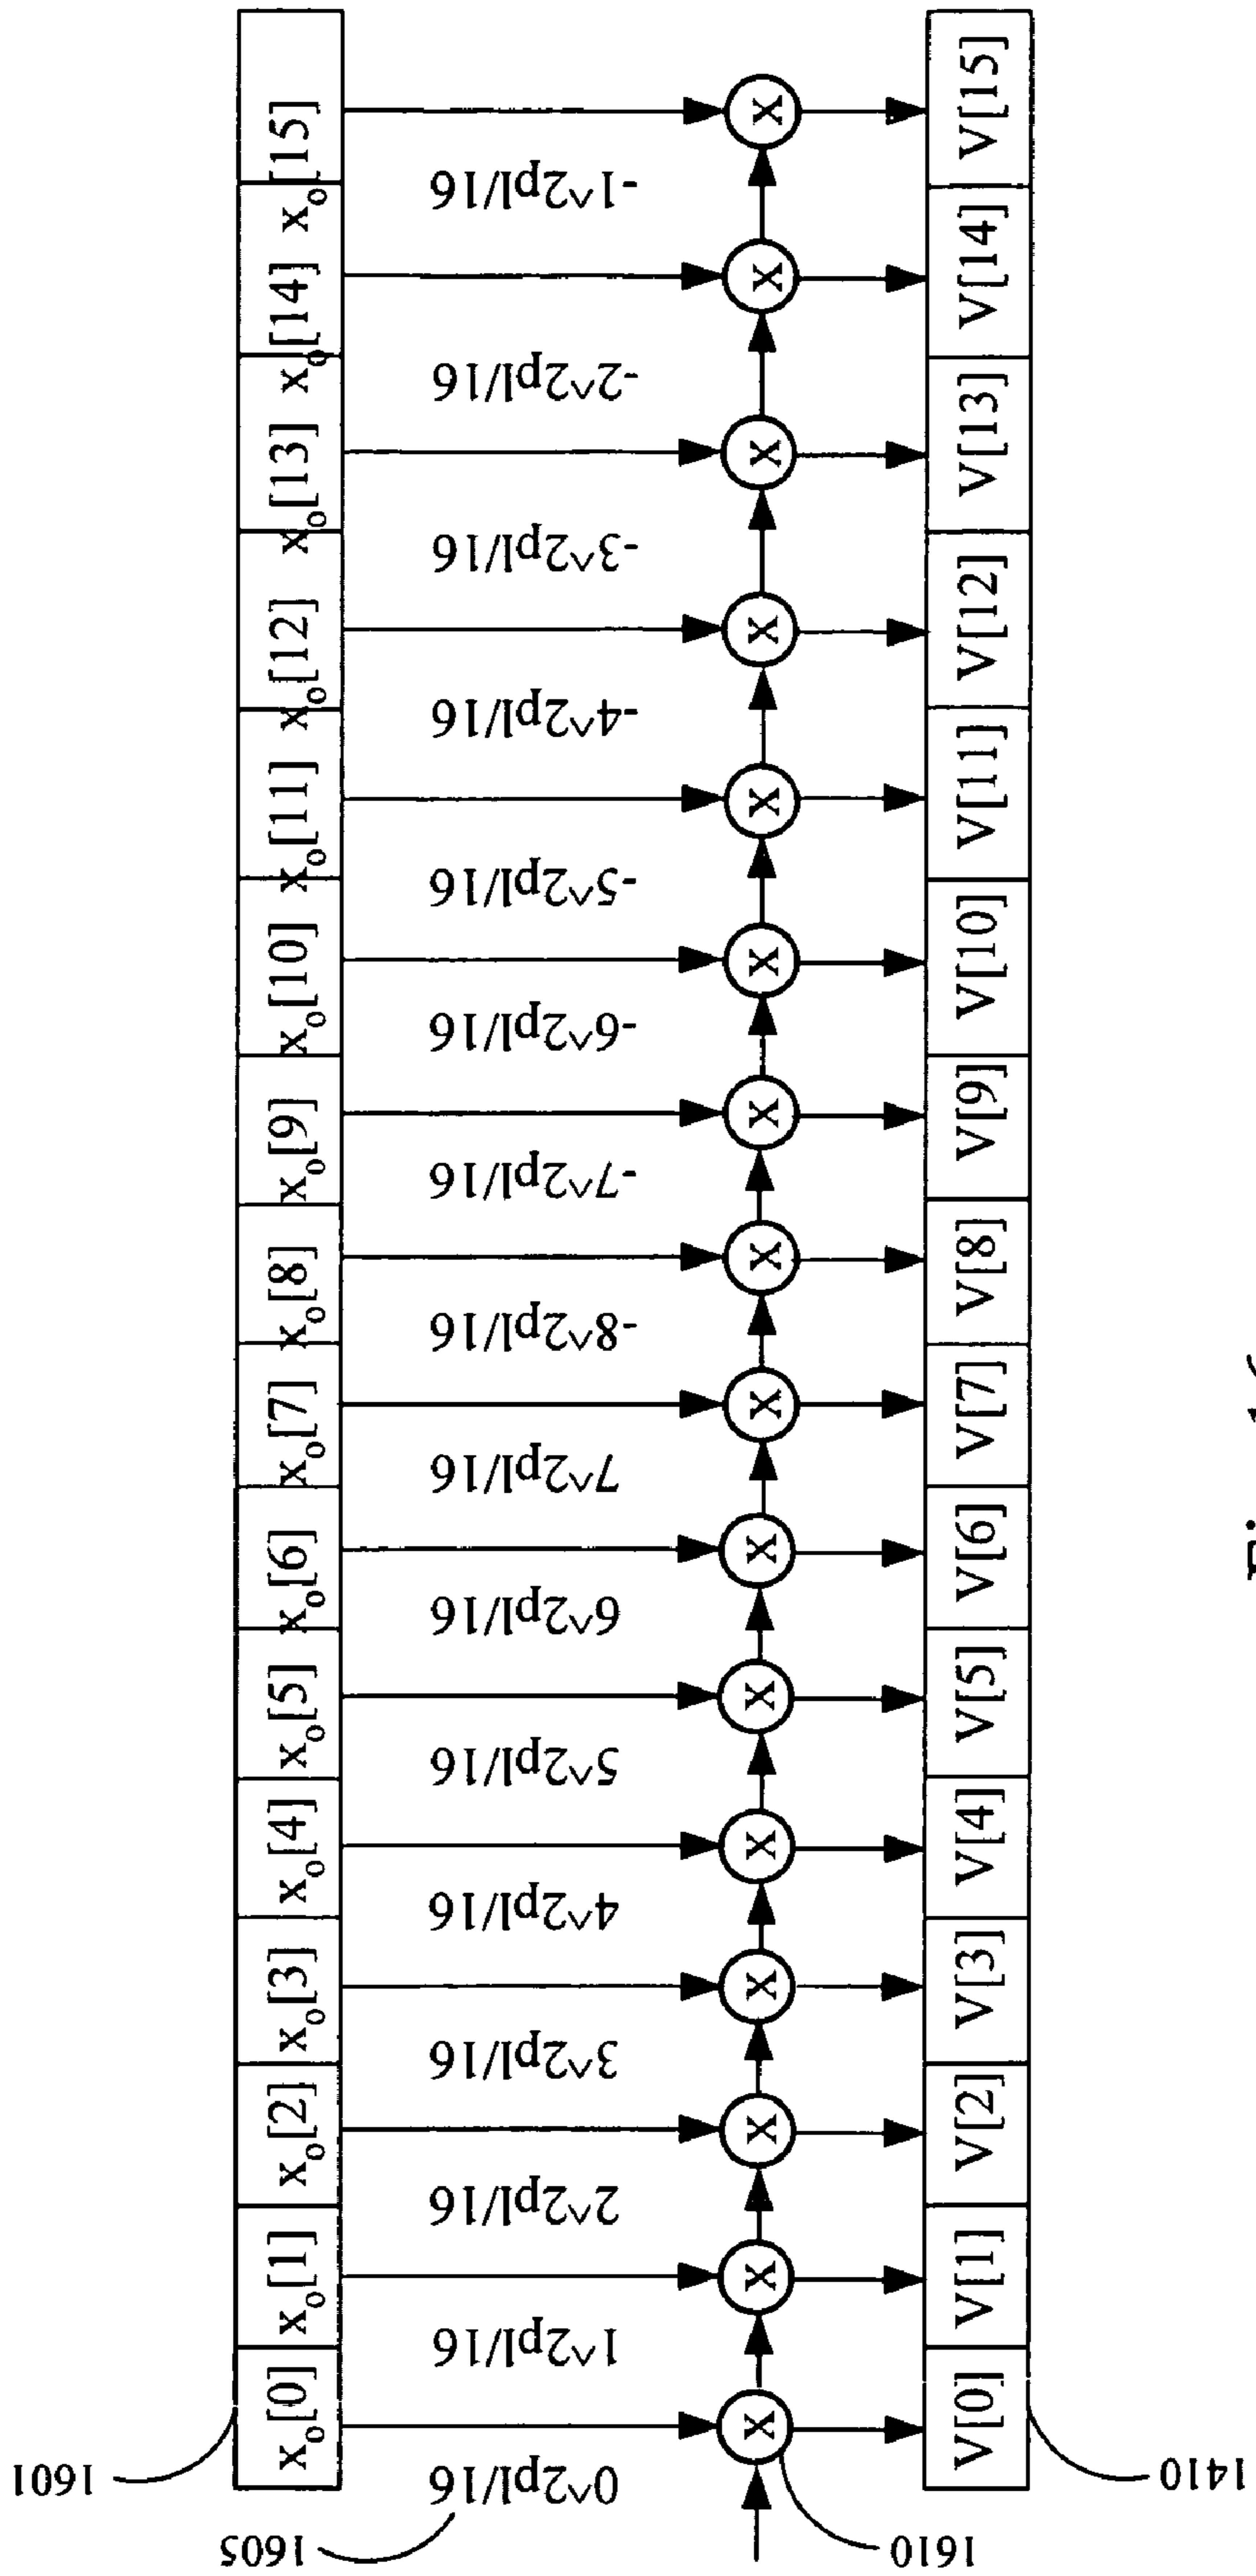 1601
x₀[0] x₀[1] x₀[2] x₀[3] x₀[4] x₀[5] x₀[6] x₀[7] x₀[8] x₀[9] x₀[10] x₀[11] x₀[12] x₀[13] x₀[14] x₀[15]
1605
0^2pl/16 1^2pl/16 2^2pl/16 3^2pl/16 4^2pl/16 5^2pl/16 6^2pl/16 7^2pl/16 -8^2pl/16 -7^2pl/16 -6^2pl/16 -5^2pl/16 -4^2pl/16 -3^2pl/16 -2^2pl/16 -1^2pl/16
X X X X X X X X X X X X X X X X
1610
V[0] V[1] V[2] V[3] V[4] V[5] V[6] V[7] V[8] V[9] V[10] V[11] V[12] V[13] V[14] V[15]
1410